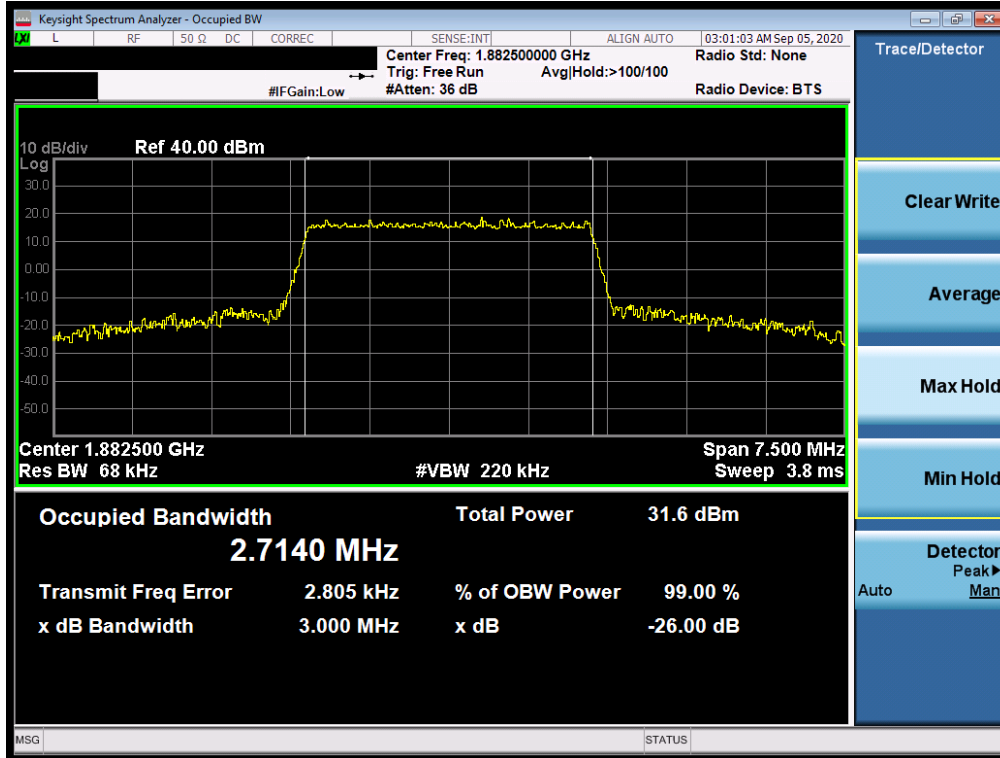 Keysight Spectrum Analyzer - Occupied BW
LXI L RF 50 Ω DC CORREC SENSE:INT ALIGN AUTO 03:01:03 AM Sep 05, 2020
Center Freq: 1.882500000 GHz Radio Std: None
Trig: Free Run Avg|Hold:>100/100
#IFGain:Low #Atten: 36 dB Radio Device: BTS
10 dB/div Ref 40.00 dBm
Log
30.0
20.0
10.0
0.00
-10.0
-20.0
-30.0
-40.0
-50.0
Center 1.882500 GHz Span 7.500 MHz
Res BW 68 kHz #VBW 220 kHz Sweep 3.8 ms
Occupied Bandwidth Total Power 31.6 dBm
2.7140 MHz
Transmit Freq Error 2.805 kHz % of OBW Power 99.00 %
x dB Bandwidth 3.000 MHz x dB -26.00 dB
MSG STATUS
Trace/Detector
Clear Write
Average
Max Hold
Min Hold
Detector
Peak▶
Auto Man